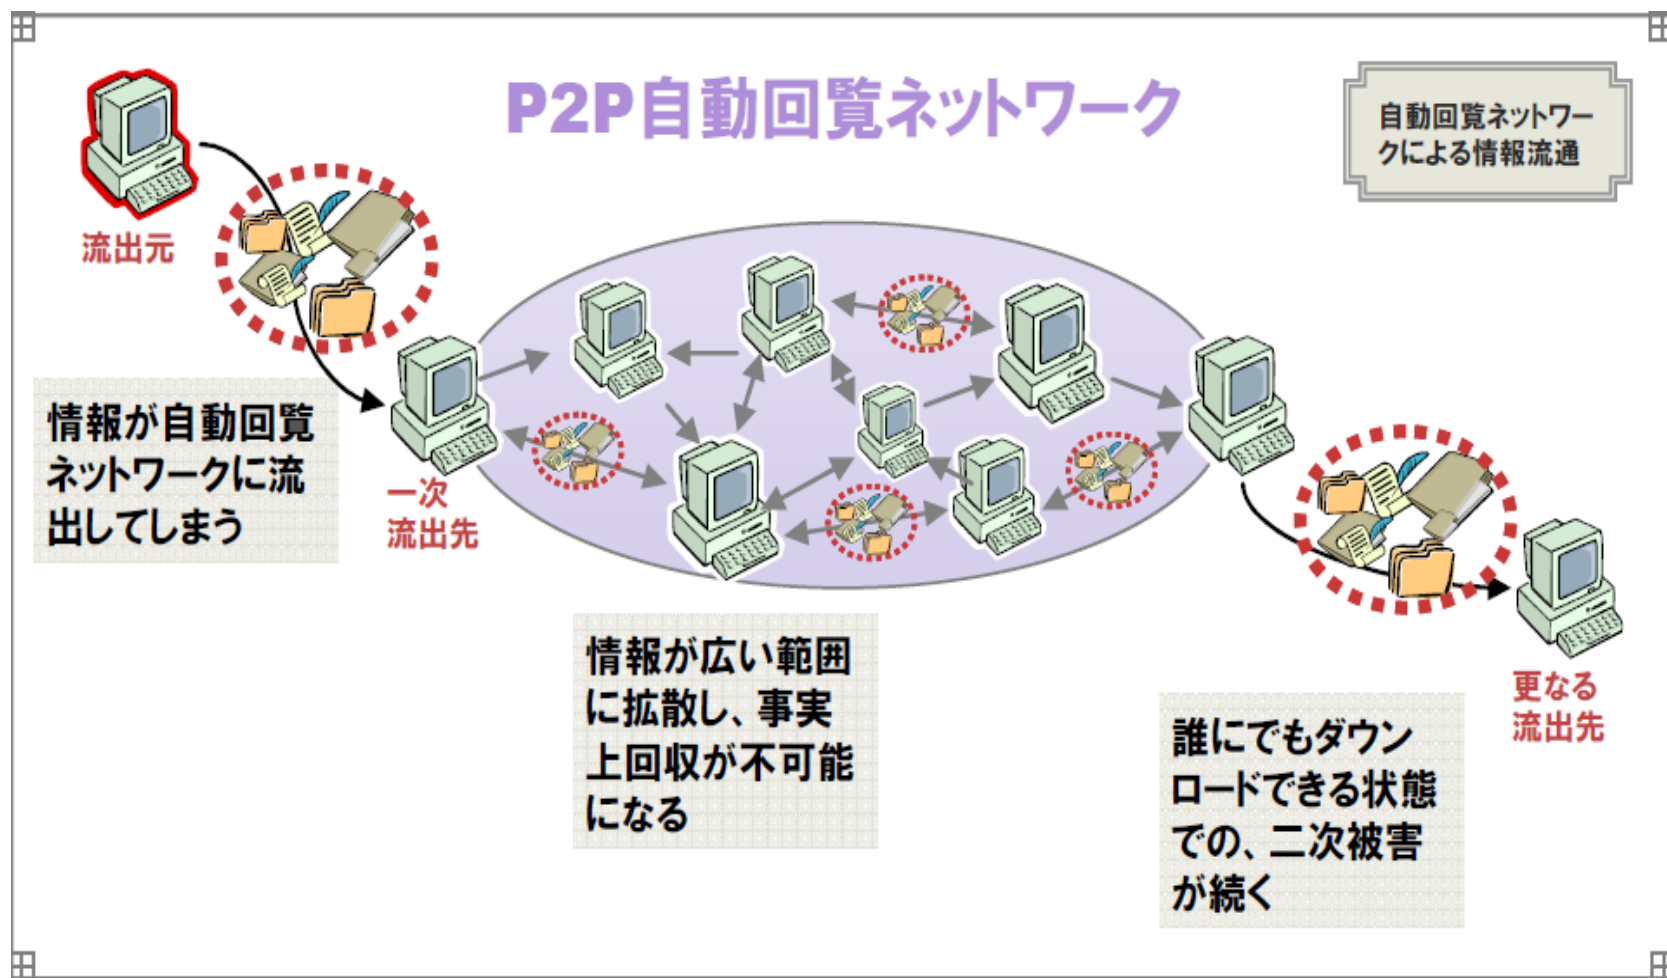 P2P自動回覧ネットワーク
自動回覧ネットワー
クによる情報流通
流出元
情報が自動回覧
ネットワークに流
出してしまう
一次
流出先
情報が広い範囲
に拡散し、事実
上回収が不可能
になる
誰にでもダウン
ロードできる状態
での、二次被害
が続く
更なる
流出先